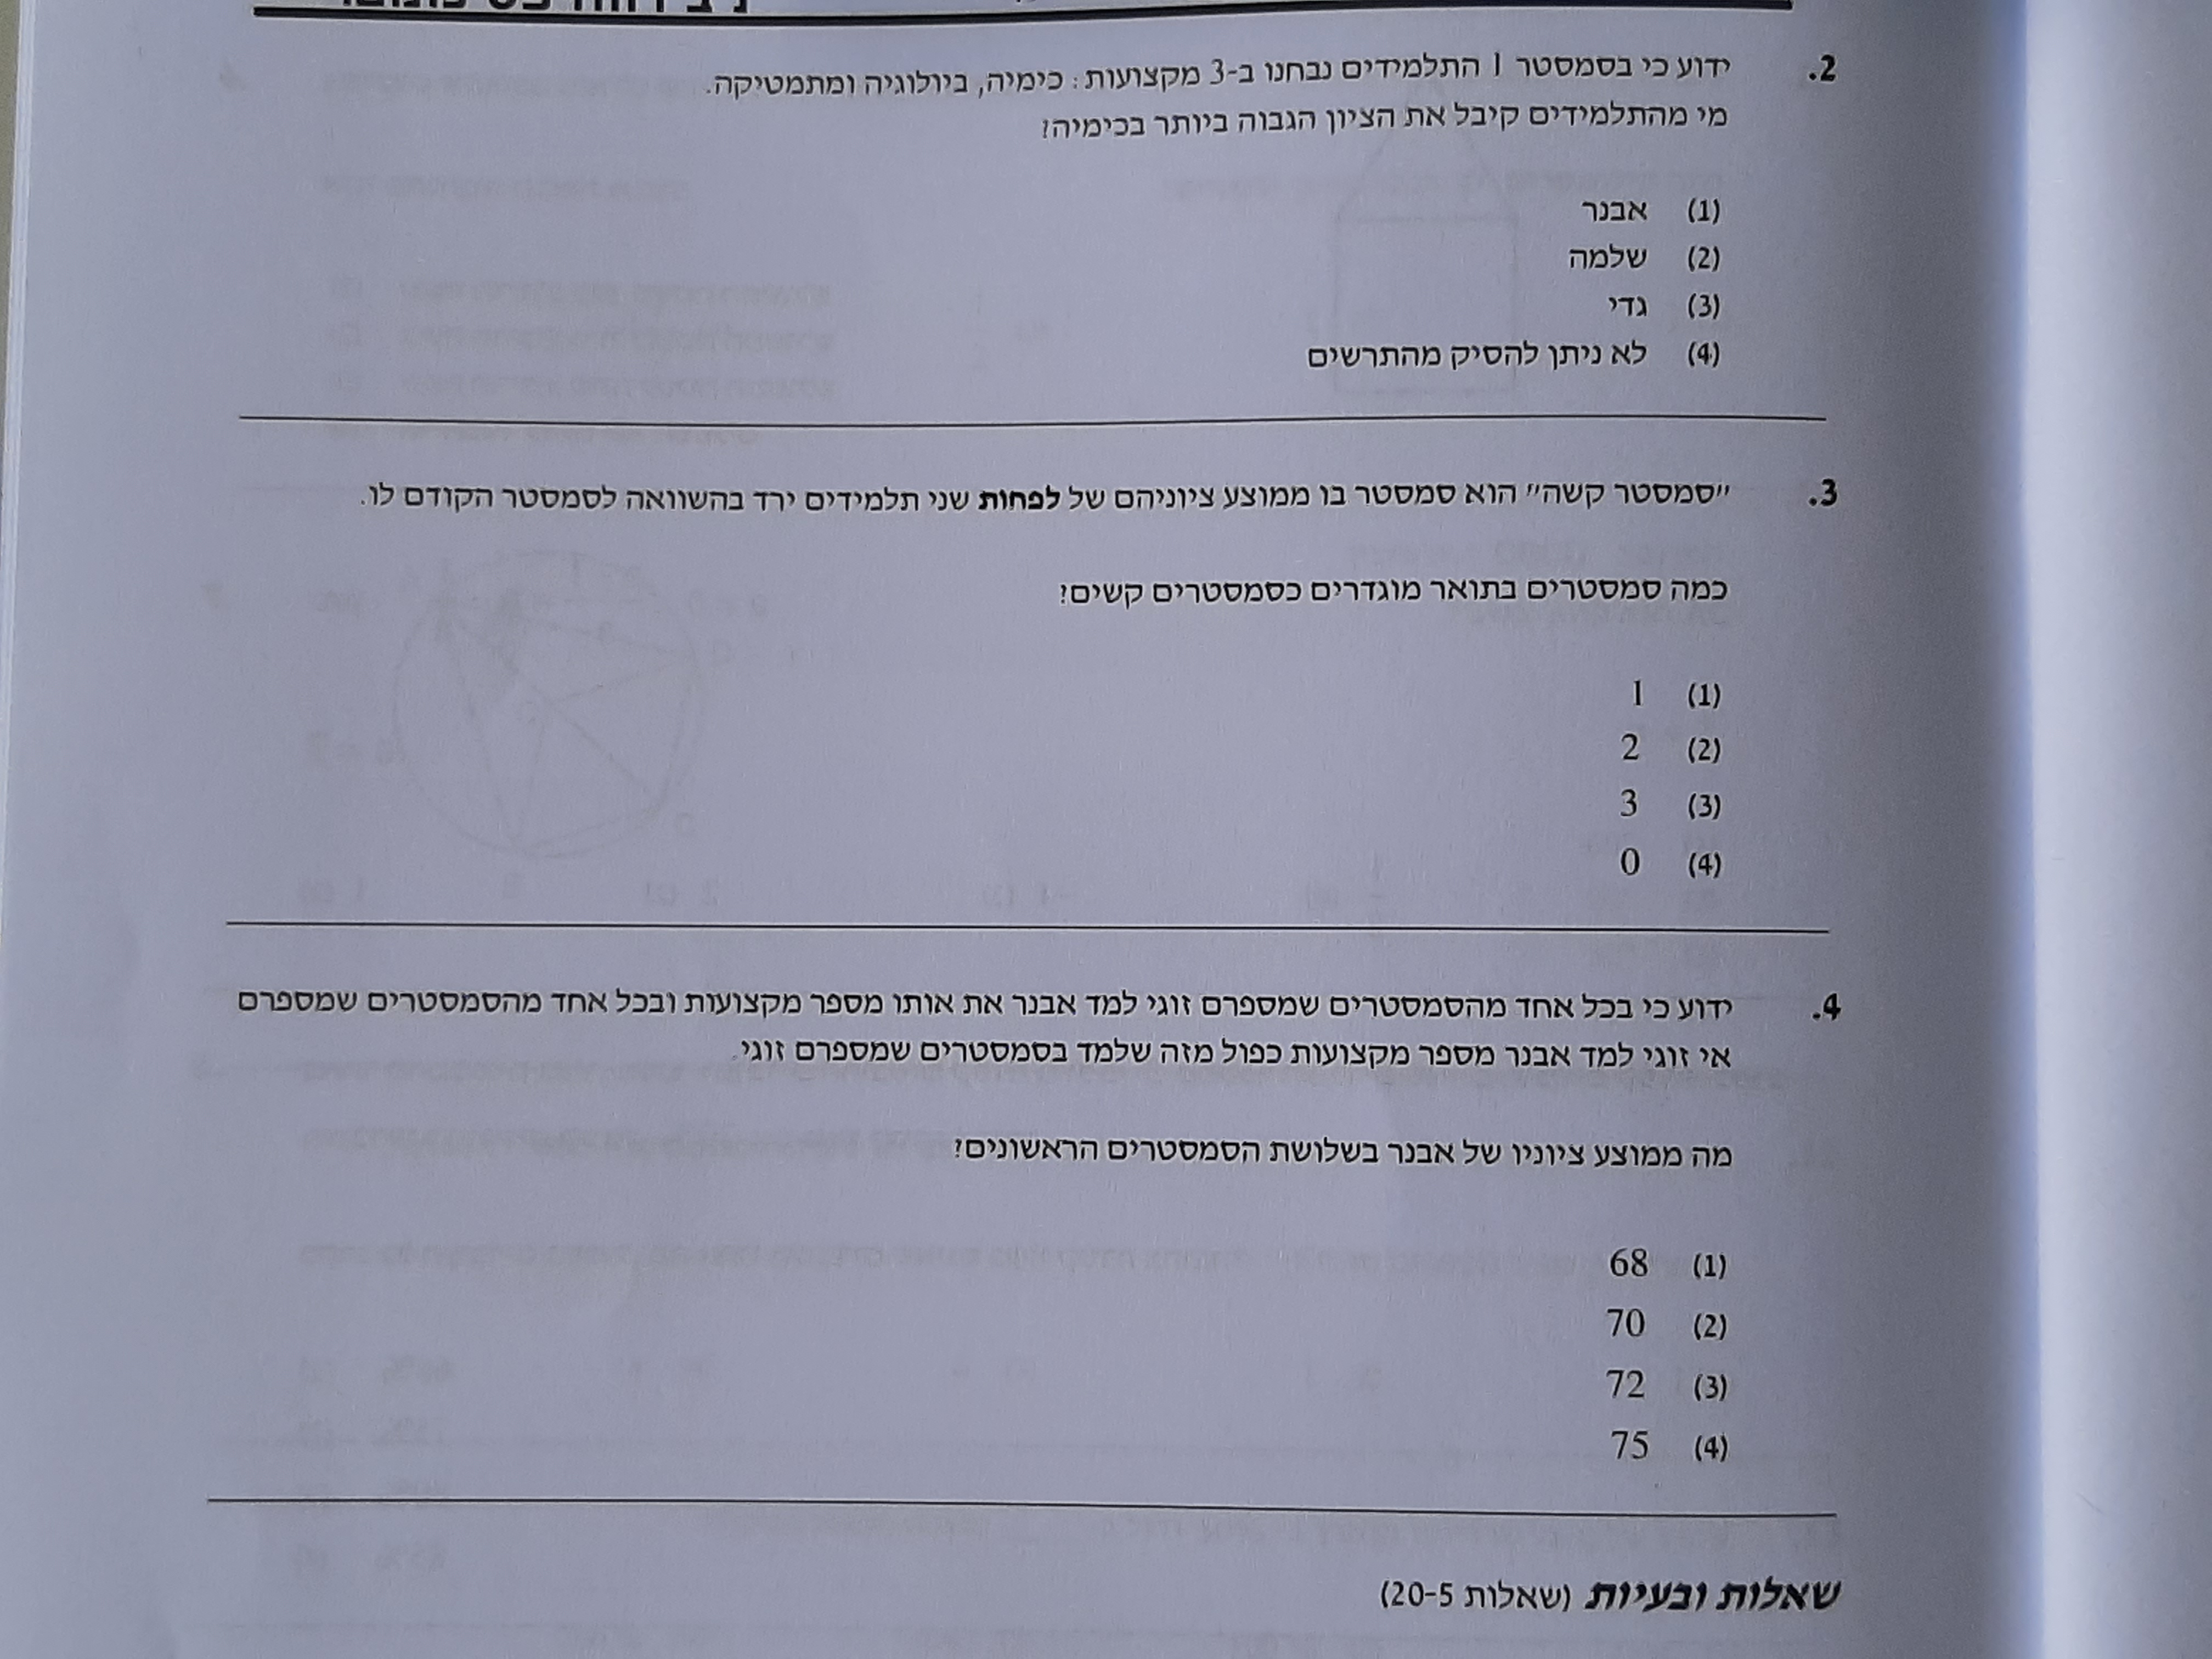 2. ידוע כי בסמסטר I התלמידים נבחנו ב-3 מקצועות: כימיה, ביולוגיה ומתמטיקה.
מי מהתלמידים קיבל את הציון הגבוה ביותר בכימיה?
(1) אבנר
(2) שלמה
(3) גדי
(4) לא ניתן להסיק מהתרשים
3. "סמסטר קשה" הוא סמסטר בו ממוצע ציוניהם של לפחות שני תלמידים ירד בהשוואה לסמסטר הקודם לו.
כמה סמסטרים בתואר מוגדרים כסמסטרים קשים?
(1) 1
(2) 2
(3) 3
(4) 0
4. ידוע כי בכל אחד מהסמסטרים שמספרם זוגי למד אבנר את אותו מספר מקצועות ובכל אחד מהסמסטרים שמספרם
אי זוגי למד אבנר מספר מקצועות כפול מזה שלמד בסמסטרים שמספרם זוגי.
מה ממוצע ציוניו של אבנר בשלושת הסמסטרים הראשונים?
(1) 68
(2) 70
(3) 72
(4) 75
שאלות ובעיות (שאלות 20-5)